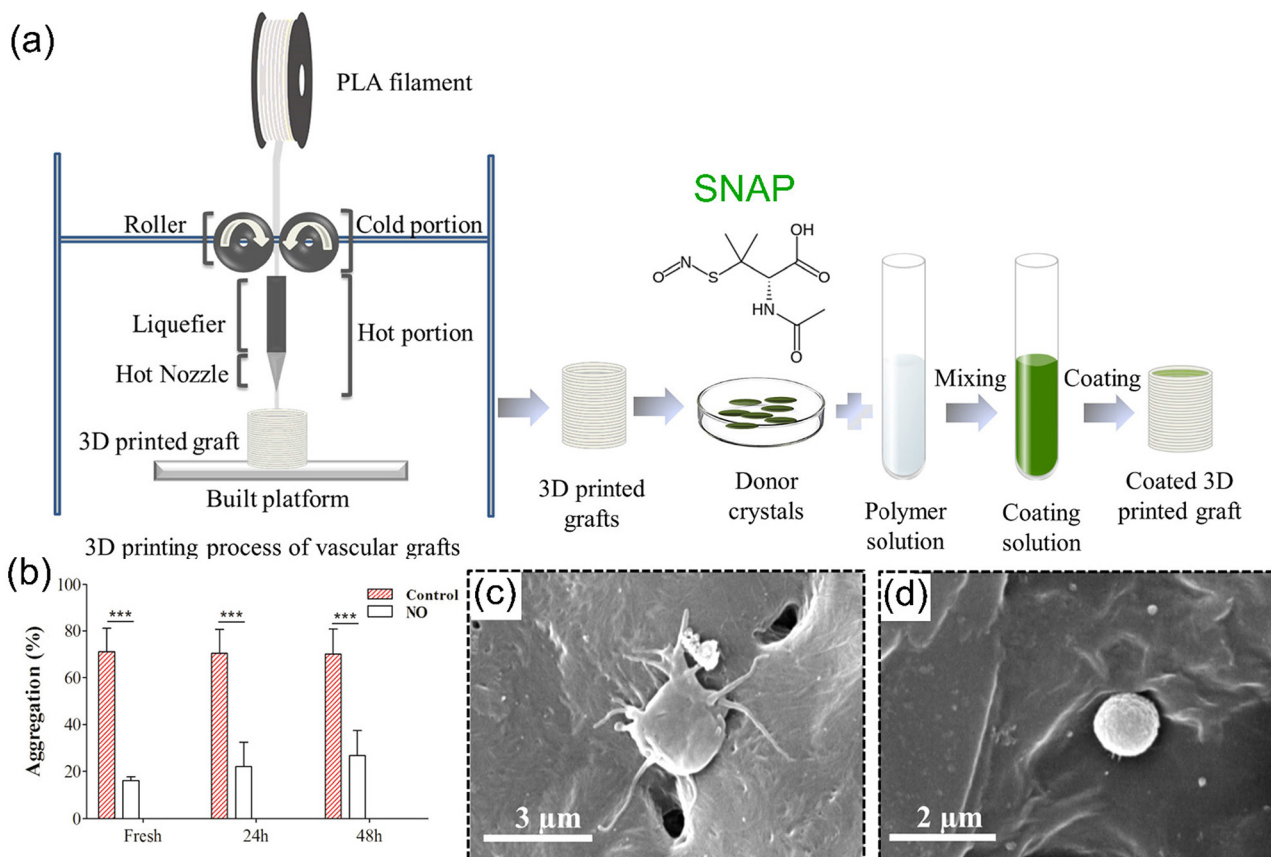 (a)
PLA filament
SNAP
Roller
Cold portion
OH
O
N
S
O
HN
O
Liquefier
Hot portion
Hot Nozzle
Mixing
Coating
3D printed graft
Built platform
3D printed
grafts
Donor
crystals
Polymer
solution
Coating
solution
Coated 3D
printed graft
3D printing process of vascular grafts
(b)
100
80
60
40
20
0
Aggregation (%)
Control
NO
***
***
***
Fresh
24h
48h
(c)
3 μm
(d)
2 μm